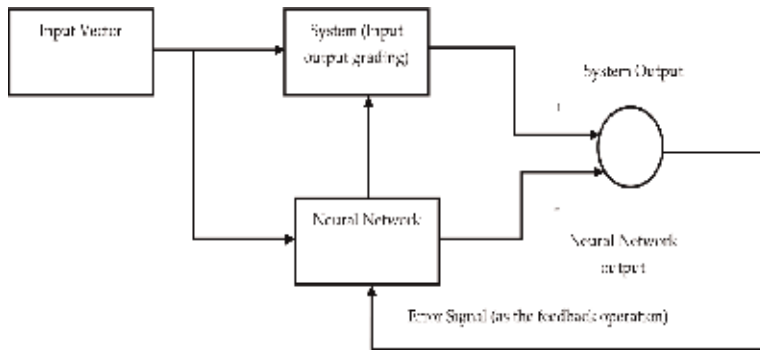 Input Vector
System (Input
output grading)
System Output
+
Neural Network
-
Neural Network
output
Error Signal (as the feedback operation)